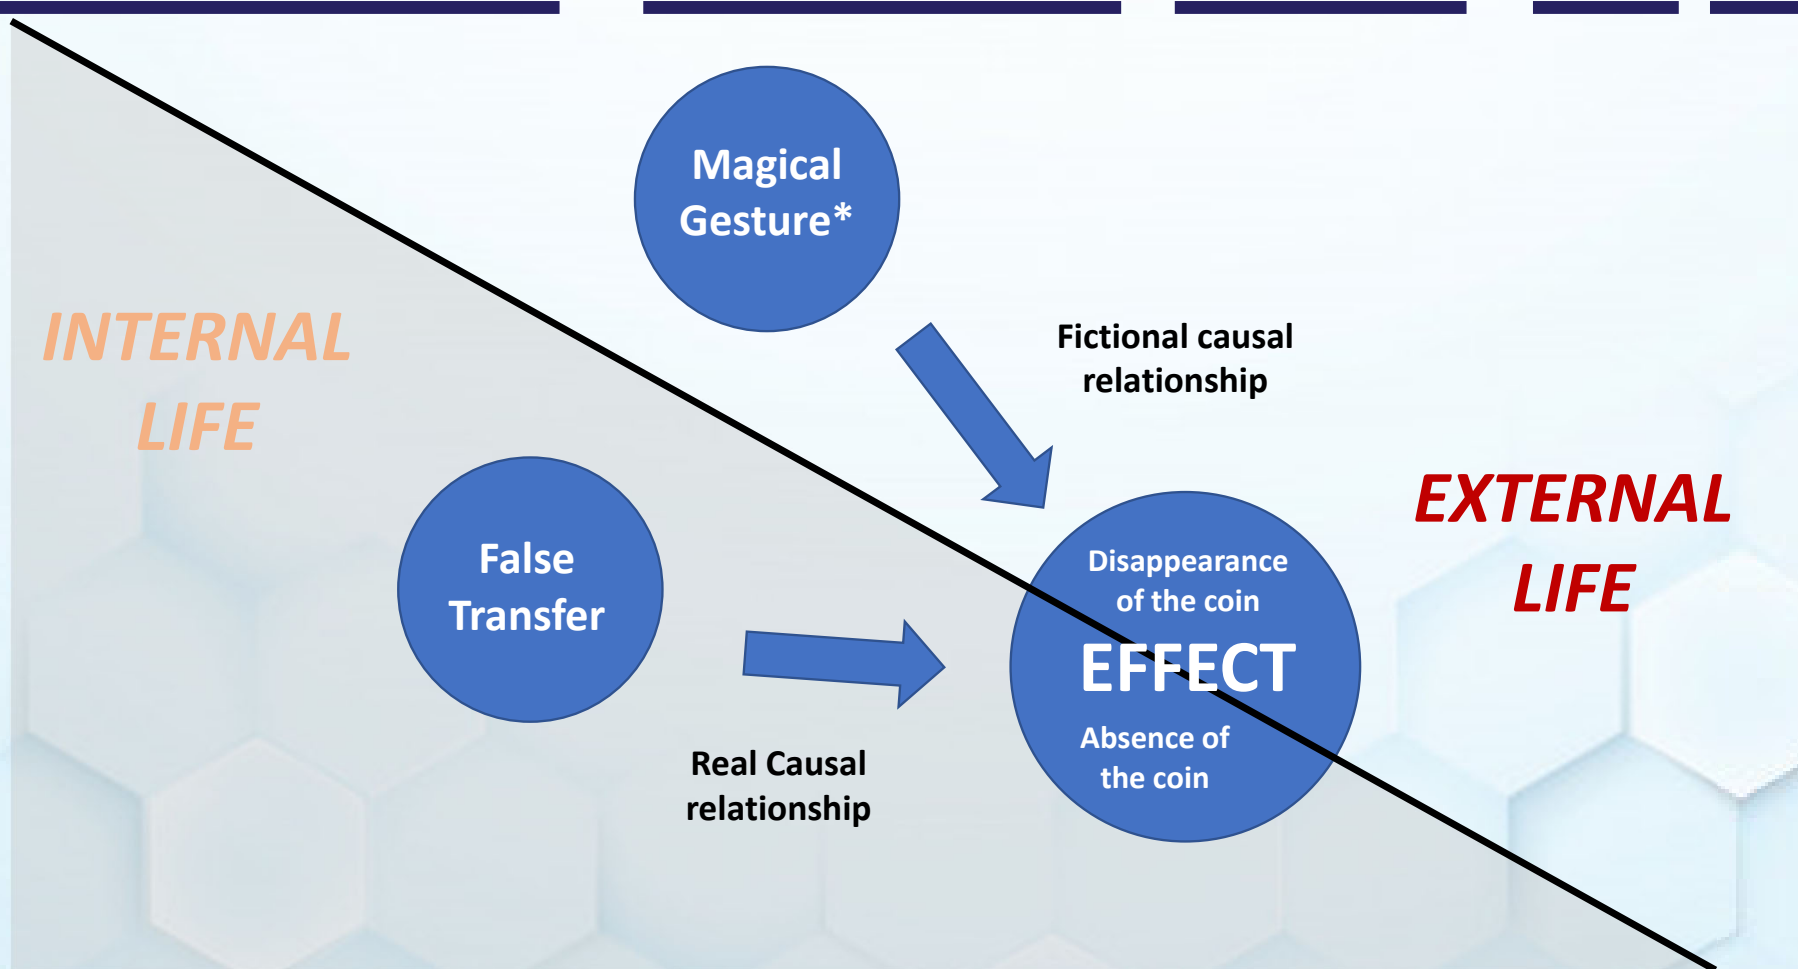 Magical
Gesture*
INTERNAL
LIFE
Fictional causal
relationship
EXTERNAL
LIFE
False
Transfer
Disappearance
of the coin
EFFECT
Absence of
the coin
Real Causal
relationship